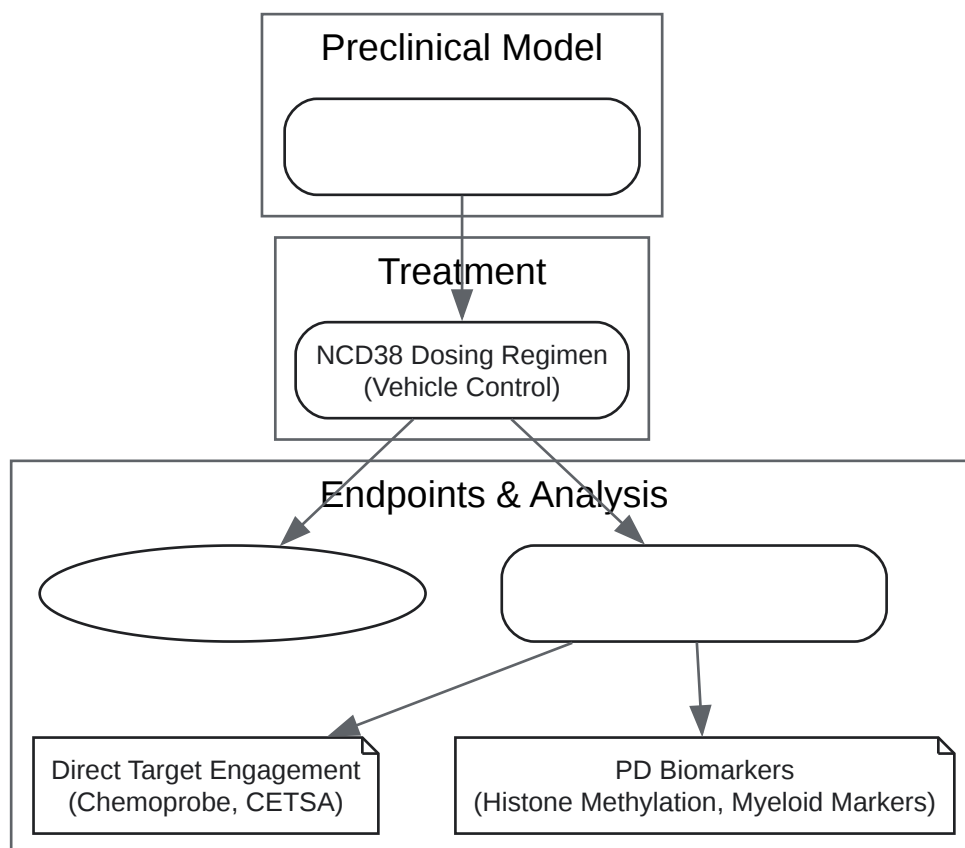 Preclinical Model
Treatment
NCD38 Dosing Regimen
(Vehicle Control)
Endpoints & Analysis
Direct Target Engagement
(Chemoprobe, CETSA)
PD Biomarkers
(Histone Methylation, Myeloid Markers)